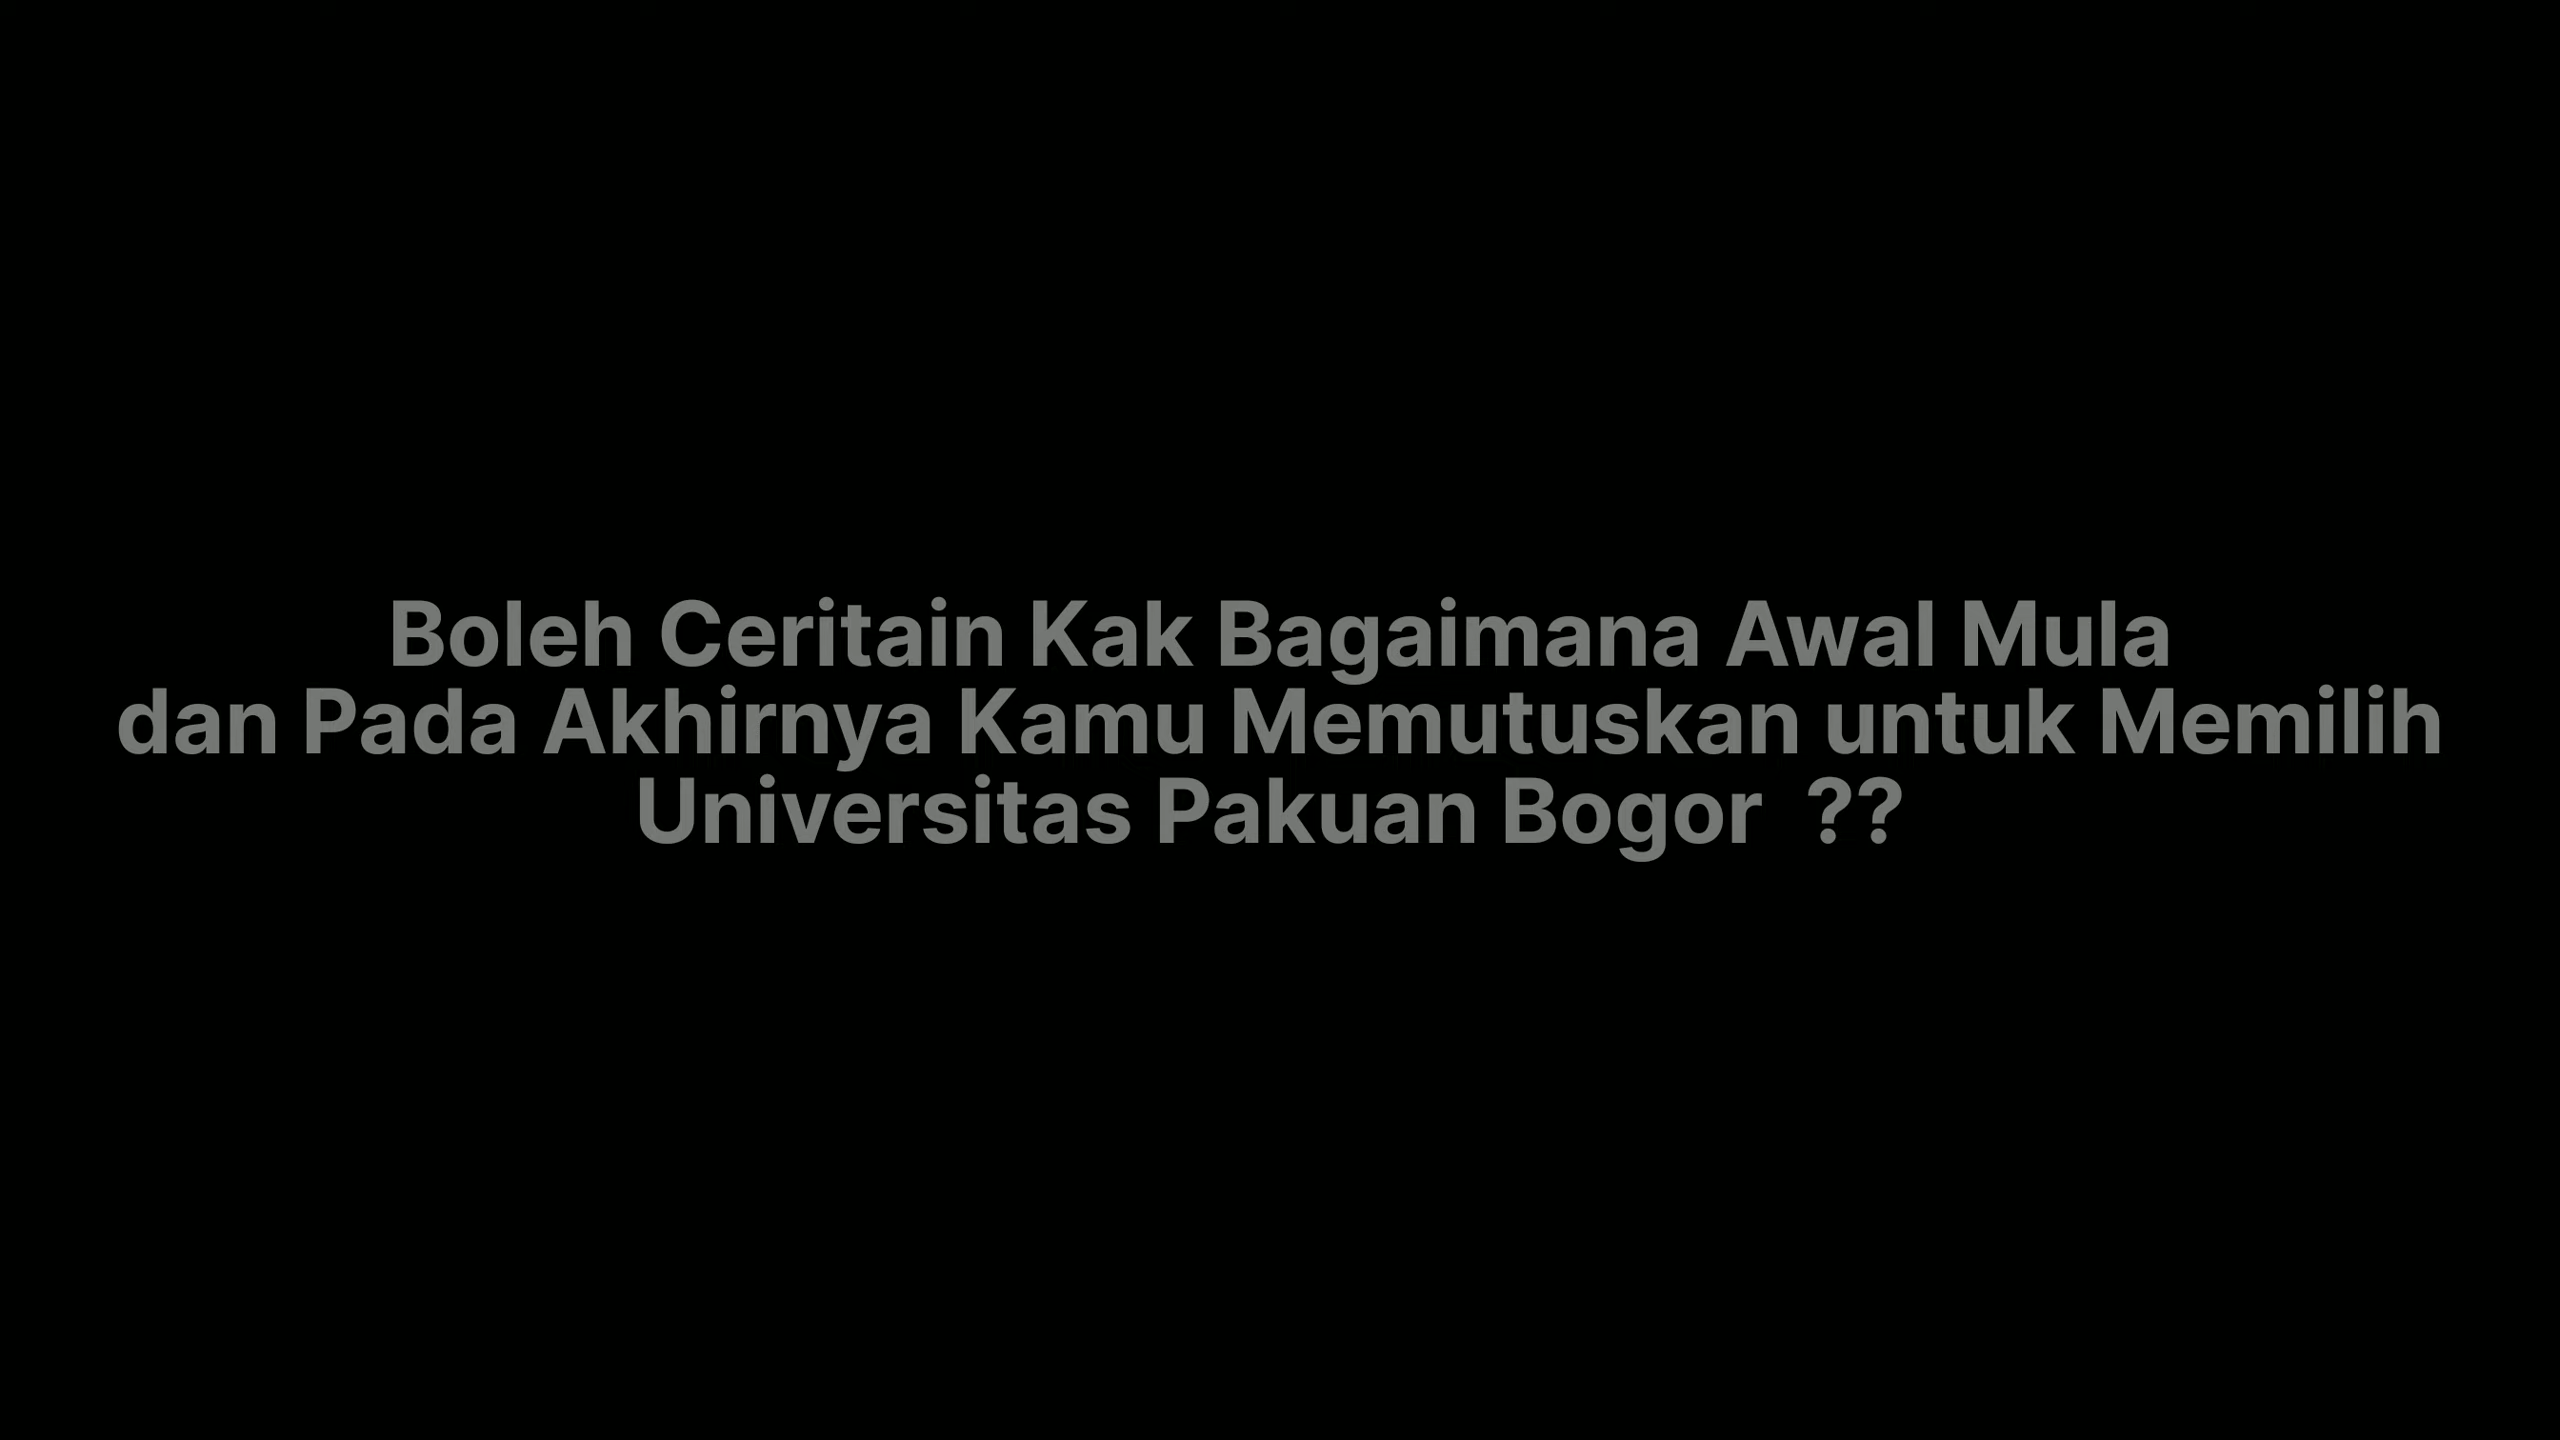 Boleh Ceritain Kak Bagaimana Awal Mula
dan Pada Akhirnya Kamu Memutuskan untuk Memilih
Universitas Pakuan Bogor  ??